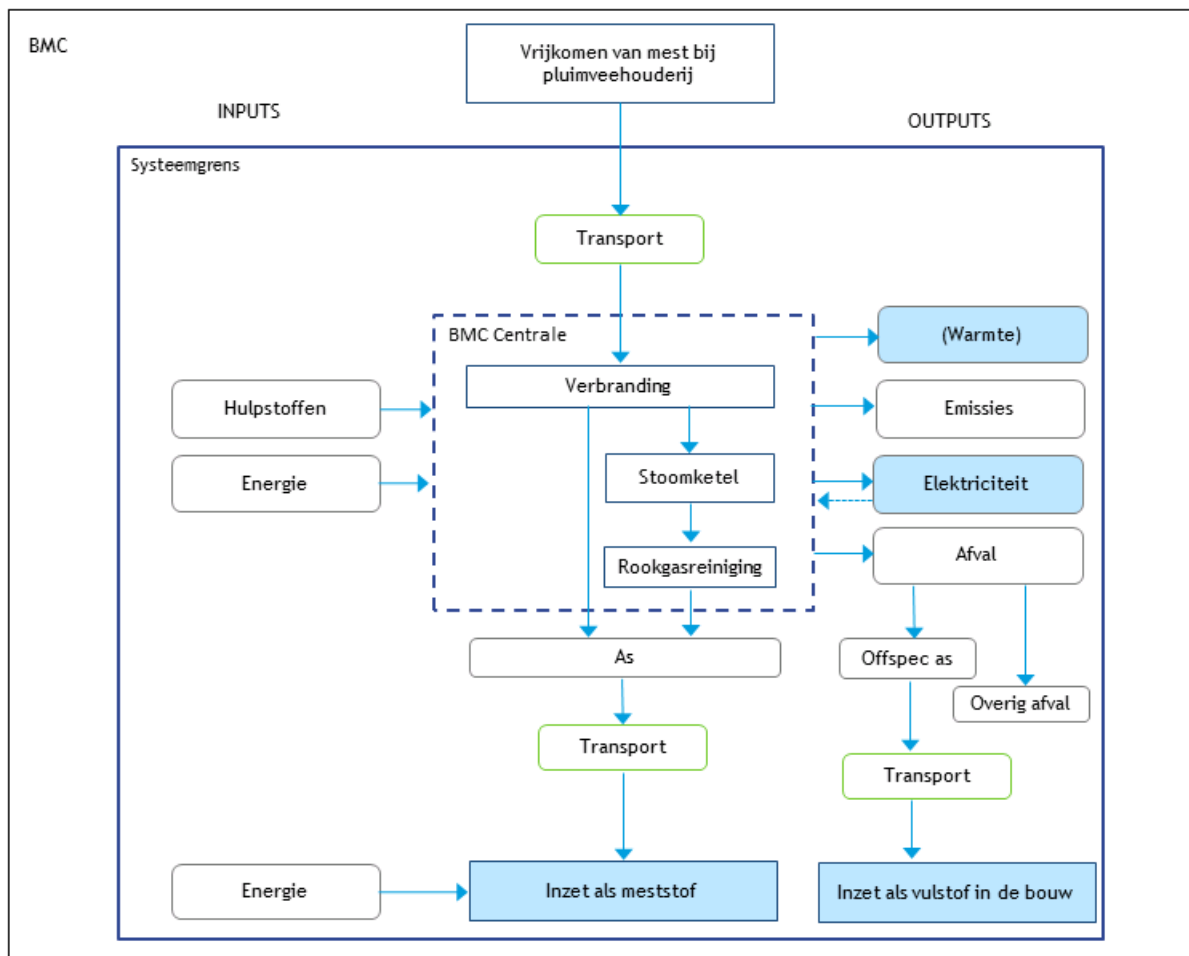 BMC
Vrijkomen van mest bij
pluimveehouderij
INPUTS
OUTPUTS
Systeemgrens
Transport
BMC Centrale
(Warmte)
Verbranding
Hulpstoffen
Emissies
Energie
Stoomketel
Elektriciteit
Rookgasreiniging
Afval
As
Offspec as
Overig afval
Transport
Transport
Energie
Inzet als meststof
Inzet als vulstof in de bouw